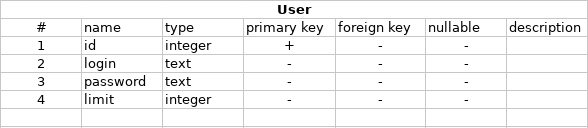 User
# name type primary key foreign key nullable description
1 id integer + - -
2 login text - - -
3 password text - - -
4 limit integer - - -